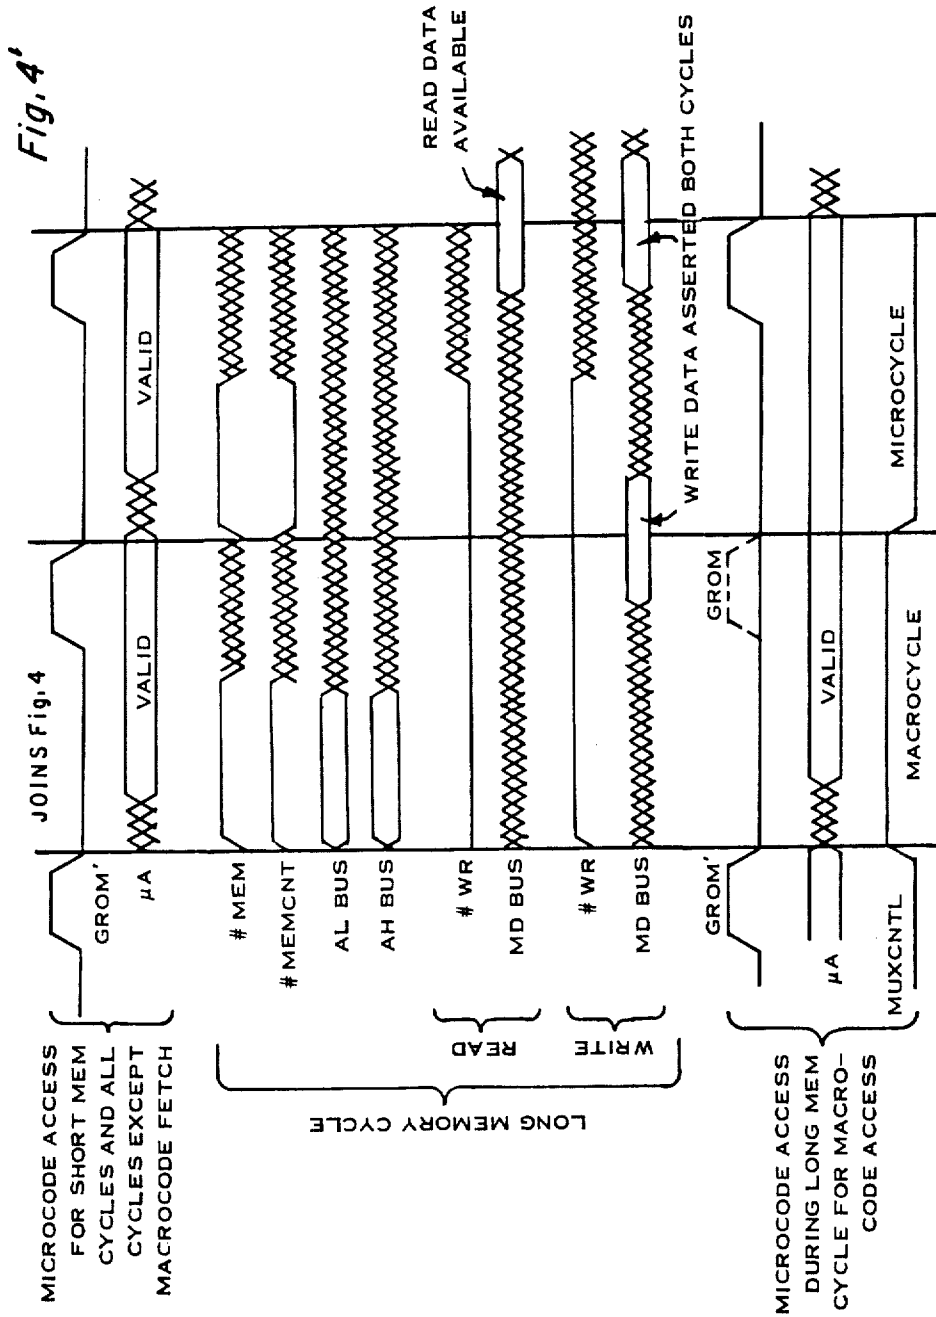 Fig. 4'
JOINS Fig. 4
MICROCODE ACCESS
FOR SHORT MEM
CYCLES AND ALL
CYCLES EXCEPT
MACROCODE FETCH
GROM'
µA
VALID
VALID
LONG MEMORY CYCLE
# MEM
# MEMCNT
AL BUS
AH BUS
READ
# WR
MD BUS
READ DATA
AVAILABLE
WRITE
# WR
MD BUS
WRITE DATA ASSERTED BOTH CYCLES
MICROCODE ACCESS
DURING LONG MEM
CYCLE FOR MACRO-
CODE ACCESS
GROM'
GROM
µA
VALID
MUXCNTL
MACROCYCLE
MICROCYCLE